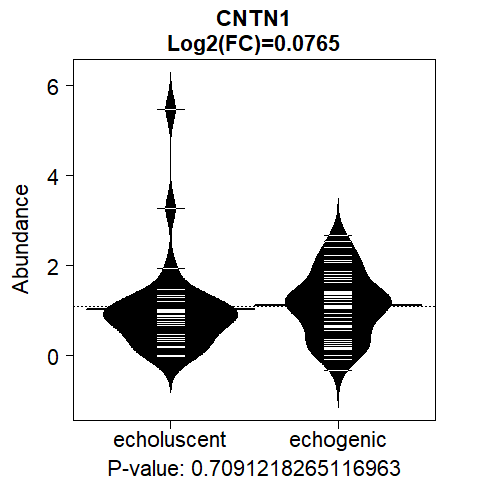 CNTN1
Log2(FC)=0.0765
Abundance
6
4
2
0
echoluscent echogenic
P-value: 0.7091218265116963